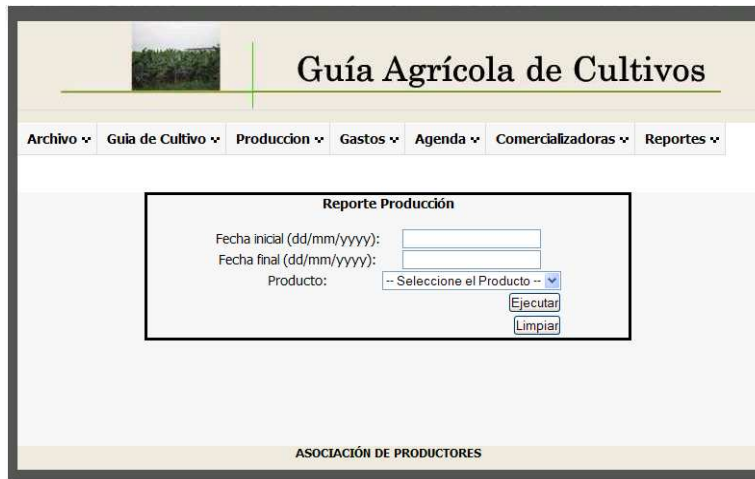 Guía Agrícola de Cultivos
Archivo Guia de Cultivo Produccion Gastos Agenda Comercializadoras Reportes
Reporte Producción
Fecha inicial (dd/mm/yyyy):
Fecha final (dd/mm/yyyy):
Producto: -- Seleccione el Producto --
Ejecutar
Limpiar
ASOCIACIÓN DE PRODUCTORES